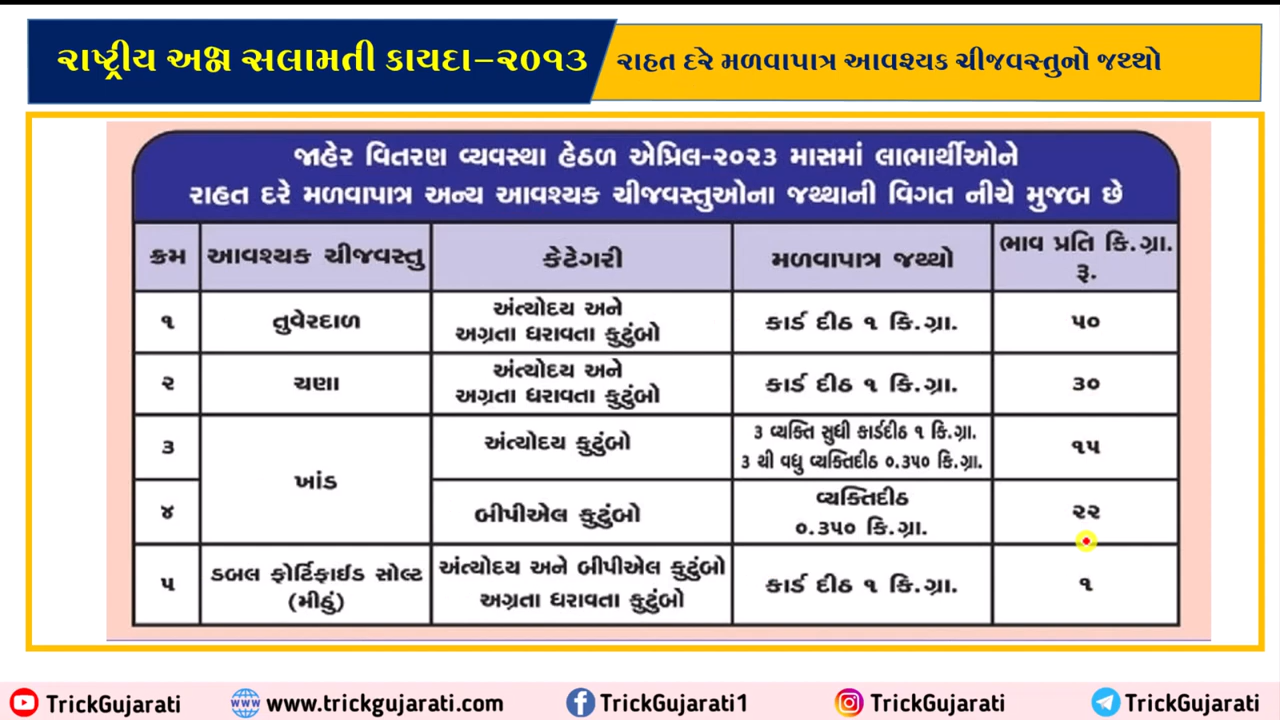 રાષ્ટ્રીય અન્ન સલામતી કાયદા–૨૦૧૩
રાહત દરે મળવાપાત્ર આવશ્યક ચીજવસ્તુનો જથ્થો
જાહેર વિતરણ વ્યવસ્થા હેઠળ એપ્રિલ-૨૦૨૩ માસમાં લાભાર્થીઓને
રાહત દરે મળવાપાત્ર અન્ય આવશ્યક ચીજવસ્તુઓના જથ્થાની વિગત નીચે મુજબ છે
ક્રમ આવશ્યક ચીજવસ્તુ કેટેગરી મળવાપાત્ર જથ્થો ભાવ પ્રતિ કિ.ગ્રા. રૂ.
૧ તુવેરદાળ અંત્યોદય અને અગ્રતા ધરાવતા કુટુંબો કાર્ડ દીઠ ૧ કિ.ગ્રા. ૫૦
૨ ચણા અંત્યોદય અને અગ્રતા ધરાવતા કુટુંબો કાર્ડ દીઠ ૧ કિ.ગ્રા. ૩૦
૩ ખાંડ અંત્યોદય કુટુંબો ૩ વ્યક્તિ સુધી કાર્ડદીઠ ૧ કિ.ગ્રા. ૩ થી વધુ વ્યક્તિદીઠ ૦.૩૫૦ કિ.ગ્રા. ૧૫
૪ બીપીએલ કુટુંબો વ્યક્તિદીઠ ૦.૩૫૦ કિ.ગ્રા. ૨૨
૫ ડબલ ફોર્ટિફાઈડ સોલ્ટ (મીઠું) અંત્યોદય અને બીપીએલ કુટુંબો અગ્રતા ધરાવતા કુટુંબો કાર્ડ દીઠ ૧ કિ.ગ્રા. ૧
TrickGujarati www.trickgujarati.com TrickGujarati1 TrickGujarati TrickGujarati